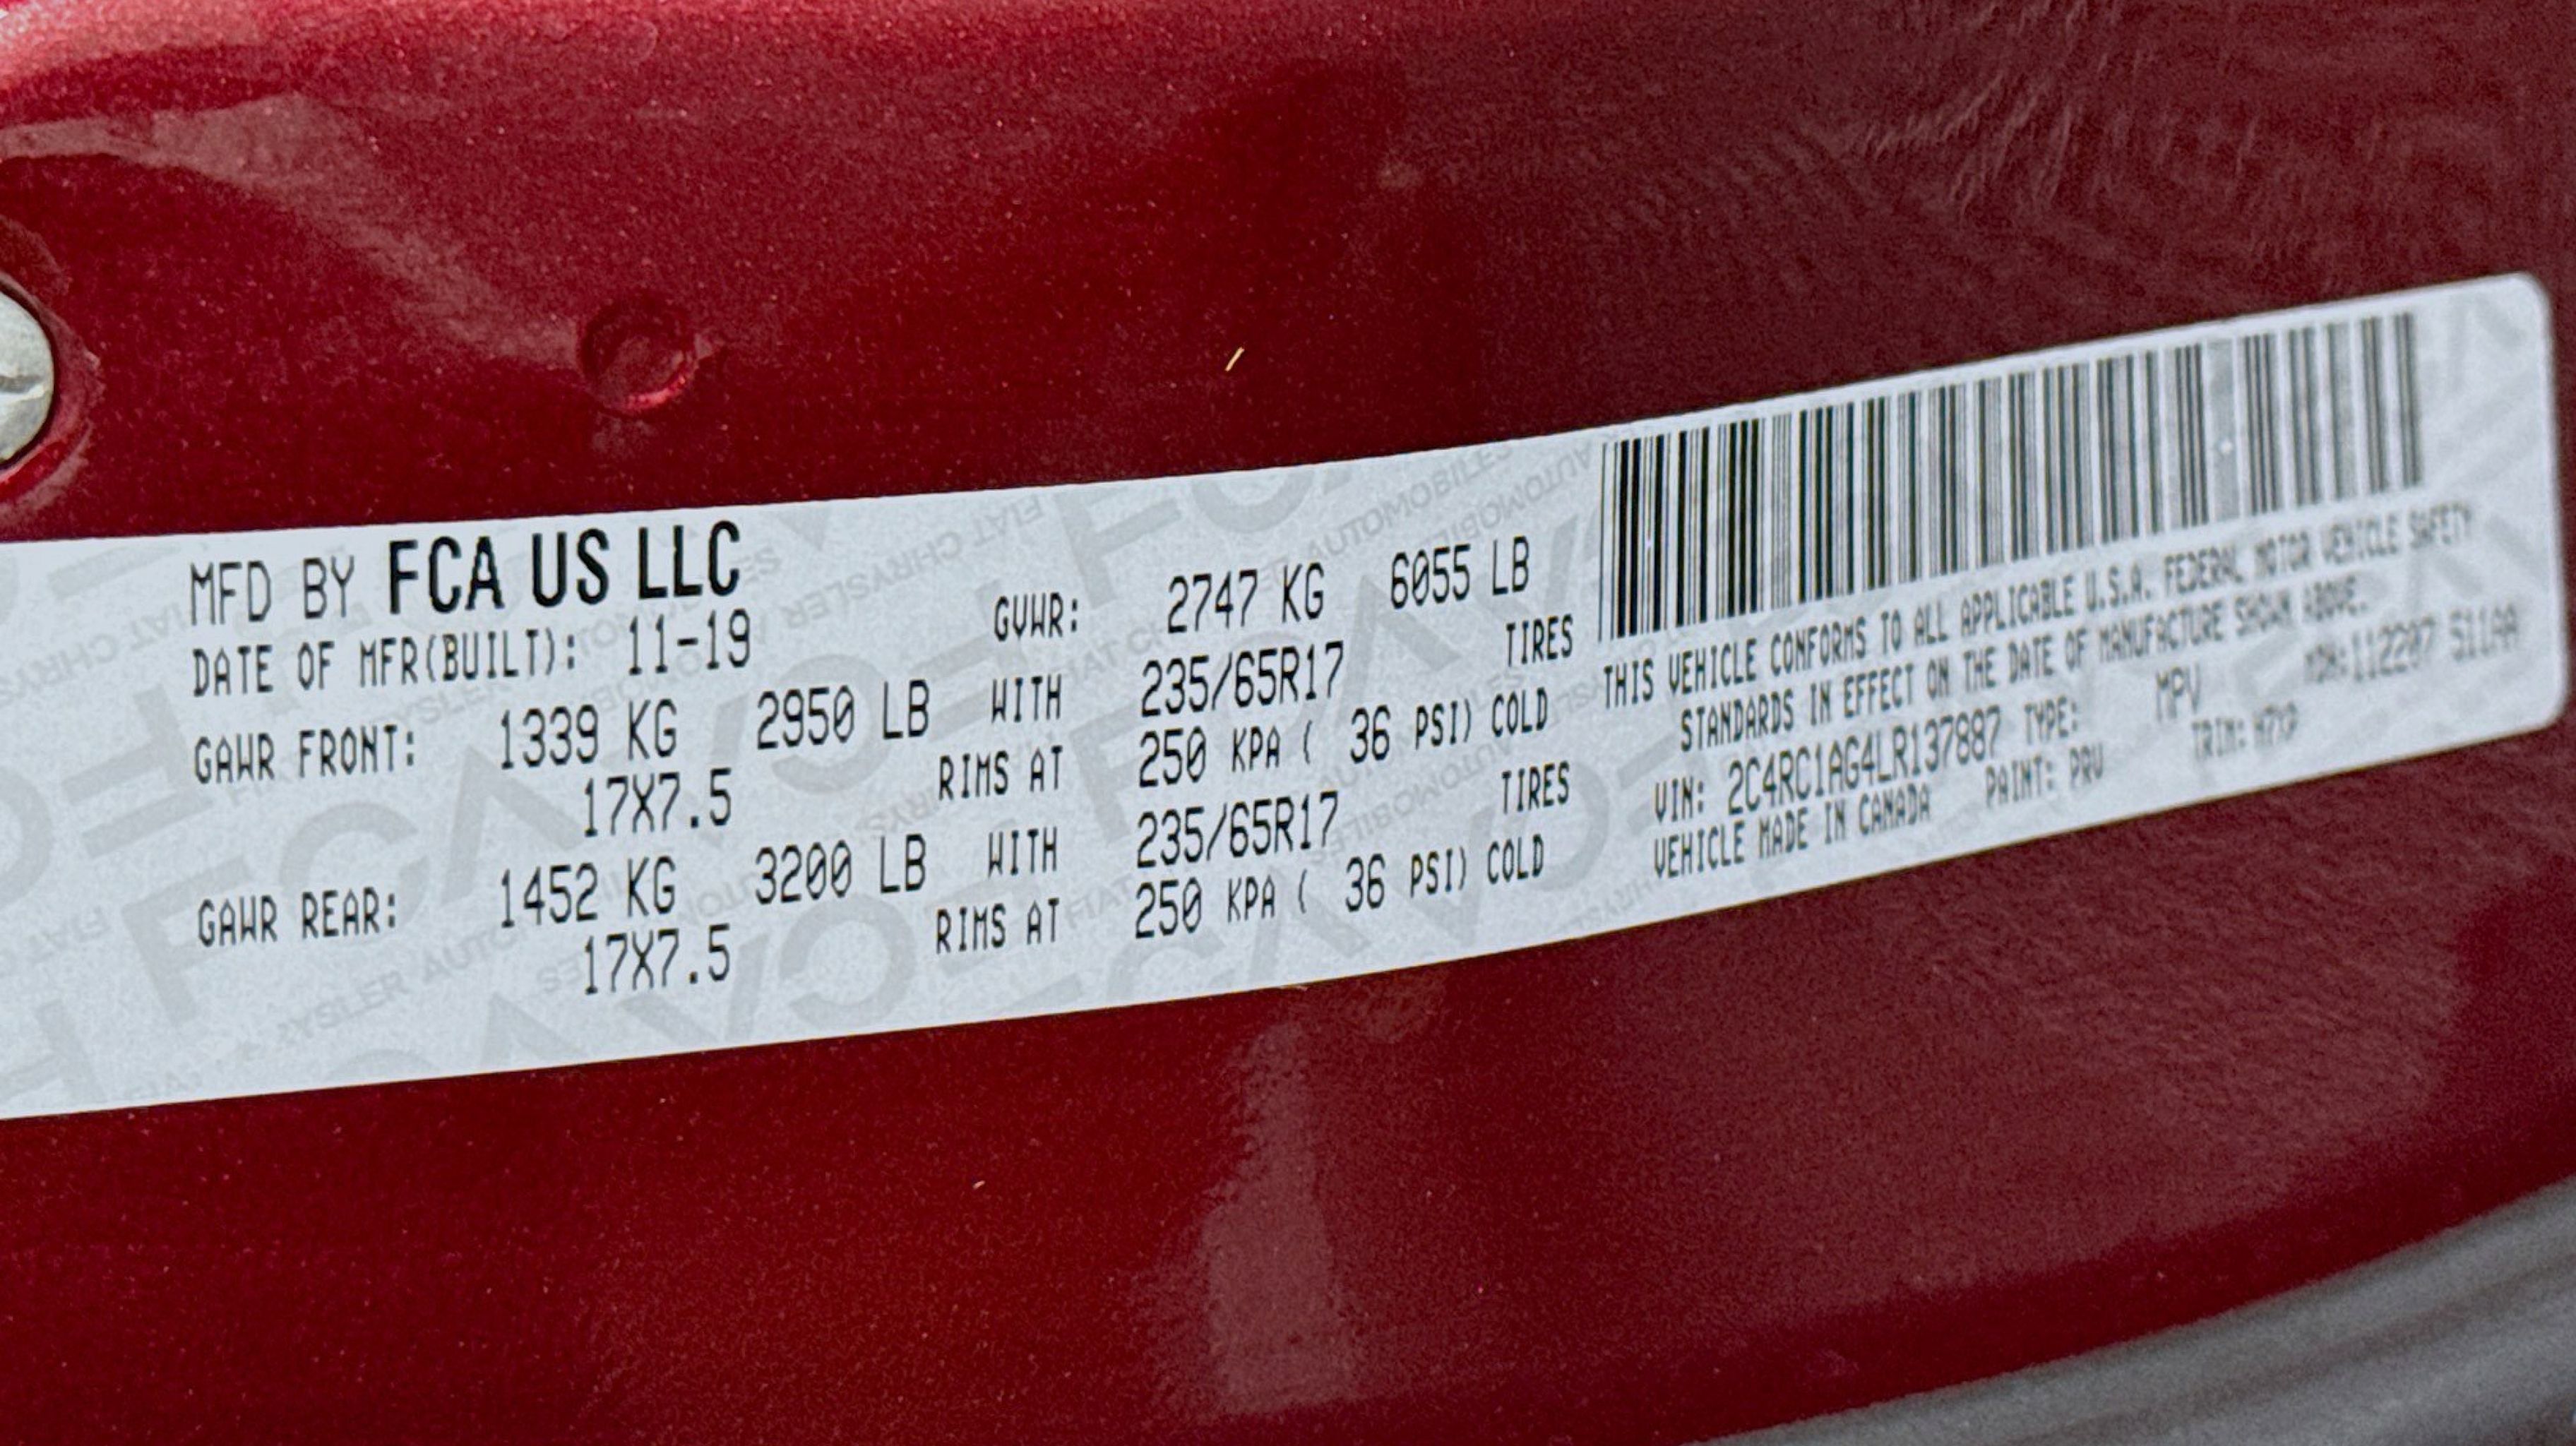 MFD BY FCA US LLC
DATE OF MFR(BUILT): 11-19
GVWR: 2747 KG 6055 LB
GAWR FRONT: 1339 KG 2950 LB WITH 235/65R17 TIRES
17X7.5 RIMS AT 250 KPA ( 36 PSI) COLD
GAWR REAR: 1452 KG 3200 LB WITH 235/65R17 TIRES
17X7.5 RIMS AT 250 KPA ( 36 PSI) COLD
THIS VEHICLE CONFORMS TO ALL APPLICABLE U.S.A. FEDERAL MOTOR VEHICLE SAFETY
STANDARDS IN EFFECT ON THE DATE OF MANUFACTURE SHOWN ABOVE.
VIN: 2C4RC1AG4LR137887 TYPE: MPV MDH:112207 511AA
VEHICLE MADE IN CANADA PAINT: PRV TRIM: